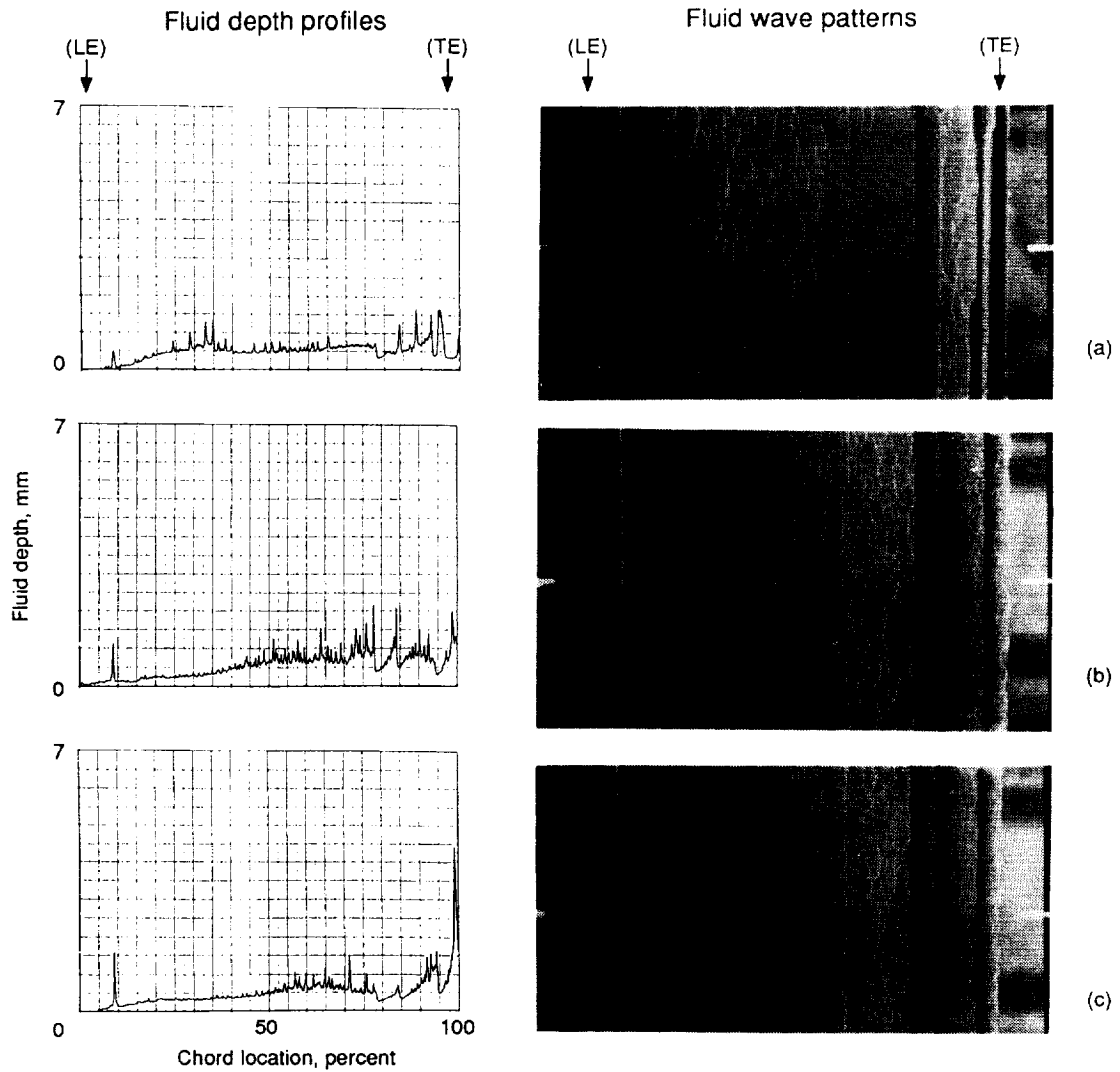 Fluid depth profiles
Fluid wave patterns
(LE)
(TE)
(LE)
(TE)
7
0
(a)
7
Fluid depth, mm
0
(b)
7
0
50
100
(c)
Chord location, percent